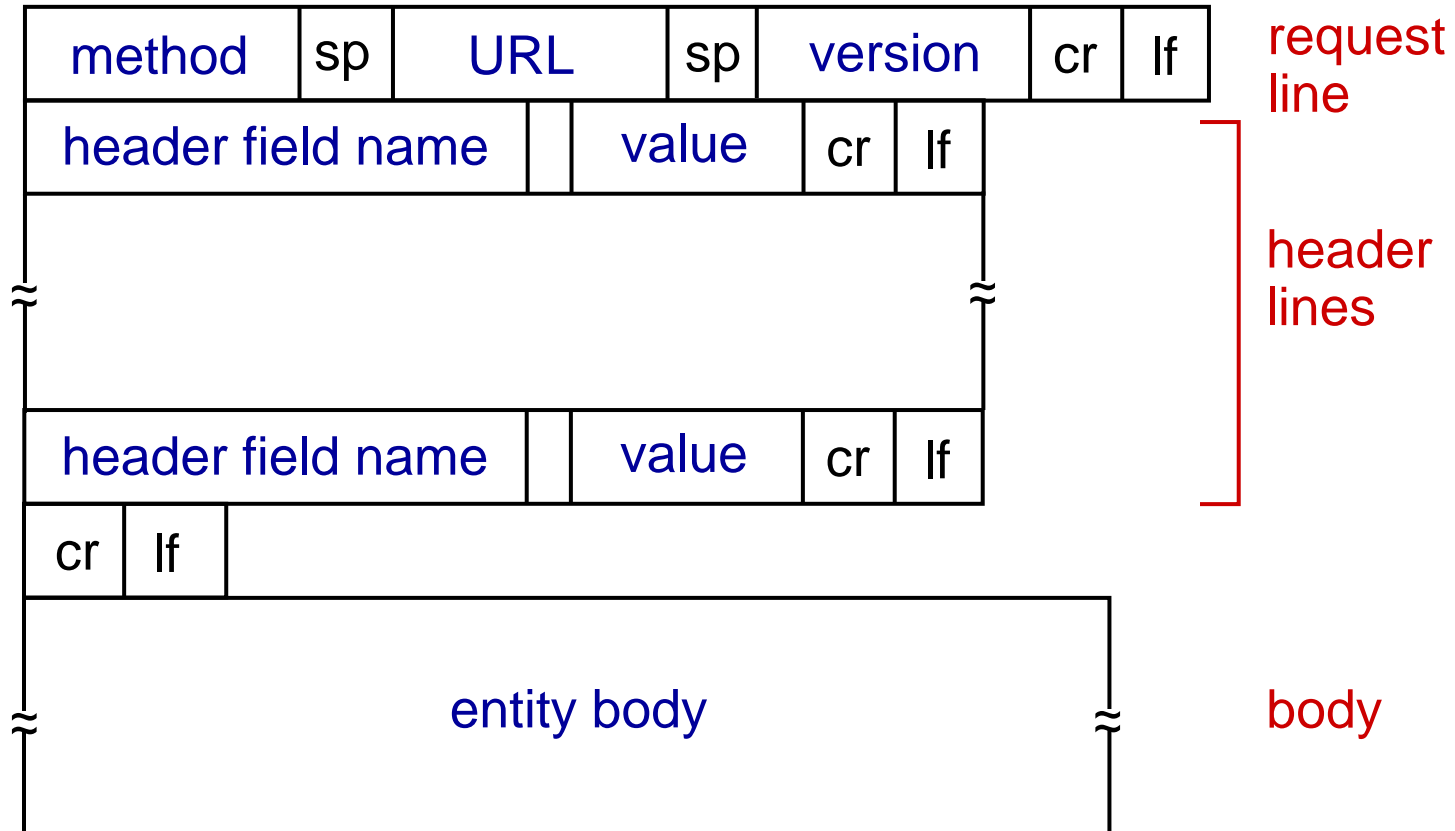 method sp URL sp version cr lf
request
line
header field name value cr lf
header
lines
header field name value cr lf
cr lf
entity body
body